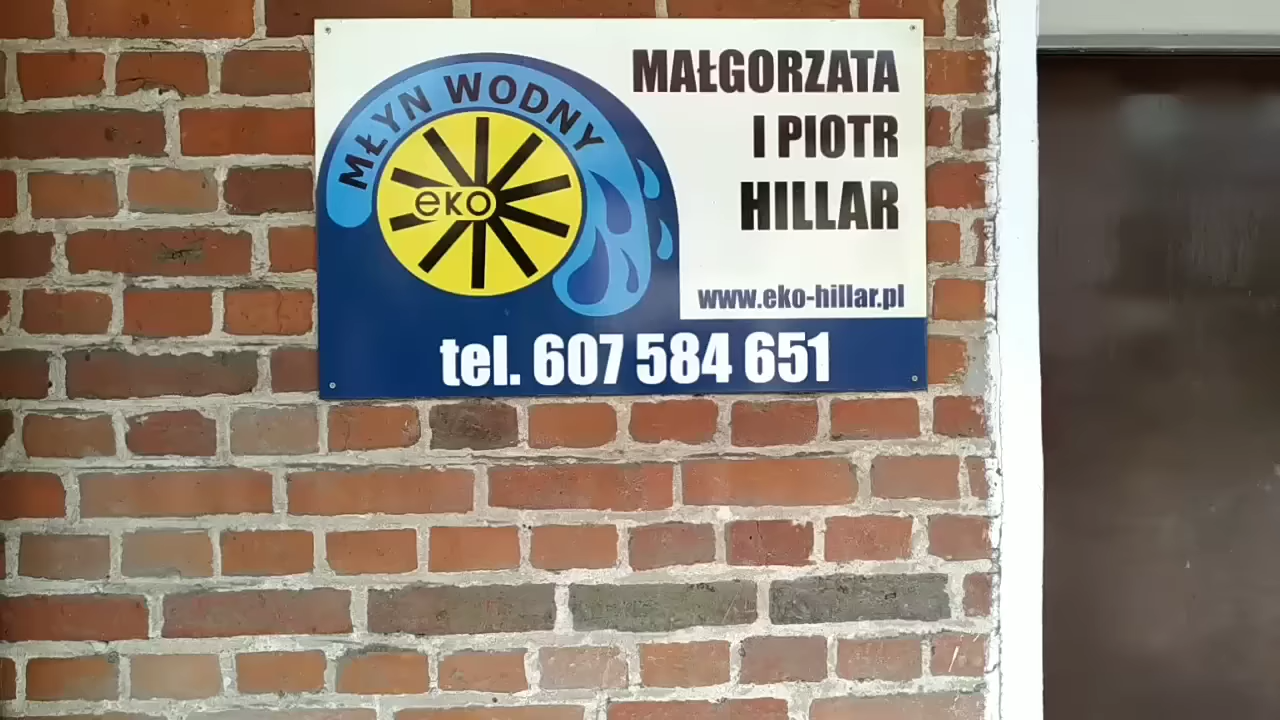 MŁYN WODNY
eko
MAŁGORZATA
I PIOTR
HILLAR
www.eko-hillar.pl
tel. 607 584 651